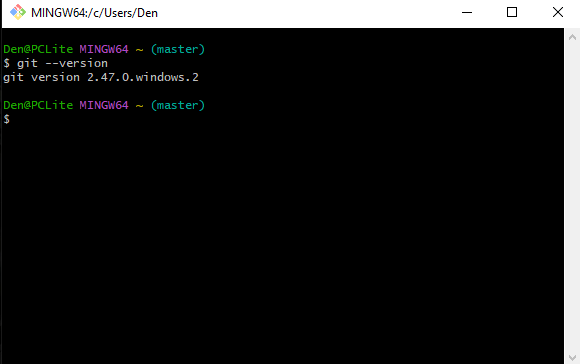 MINGW64:/c/Users/Den
Den@PCLite MINGW64 ~ (master)
$ git --version
git version 2.47.0.windows.2
Den@PCLite MINGW64 ~ (master)
$